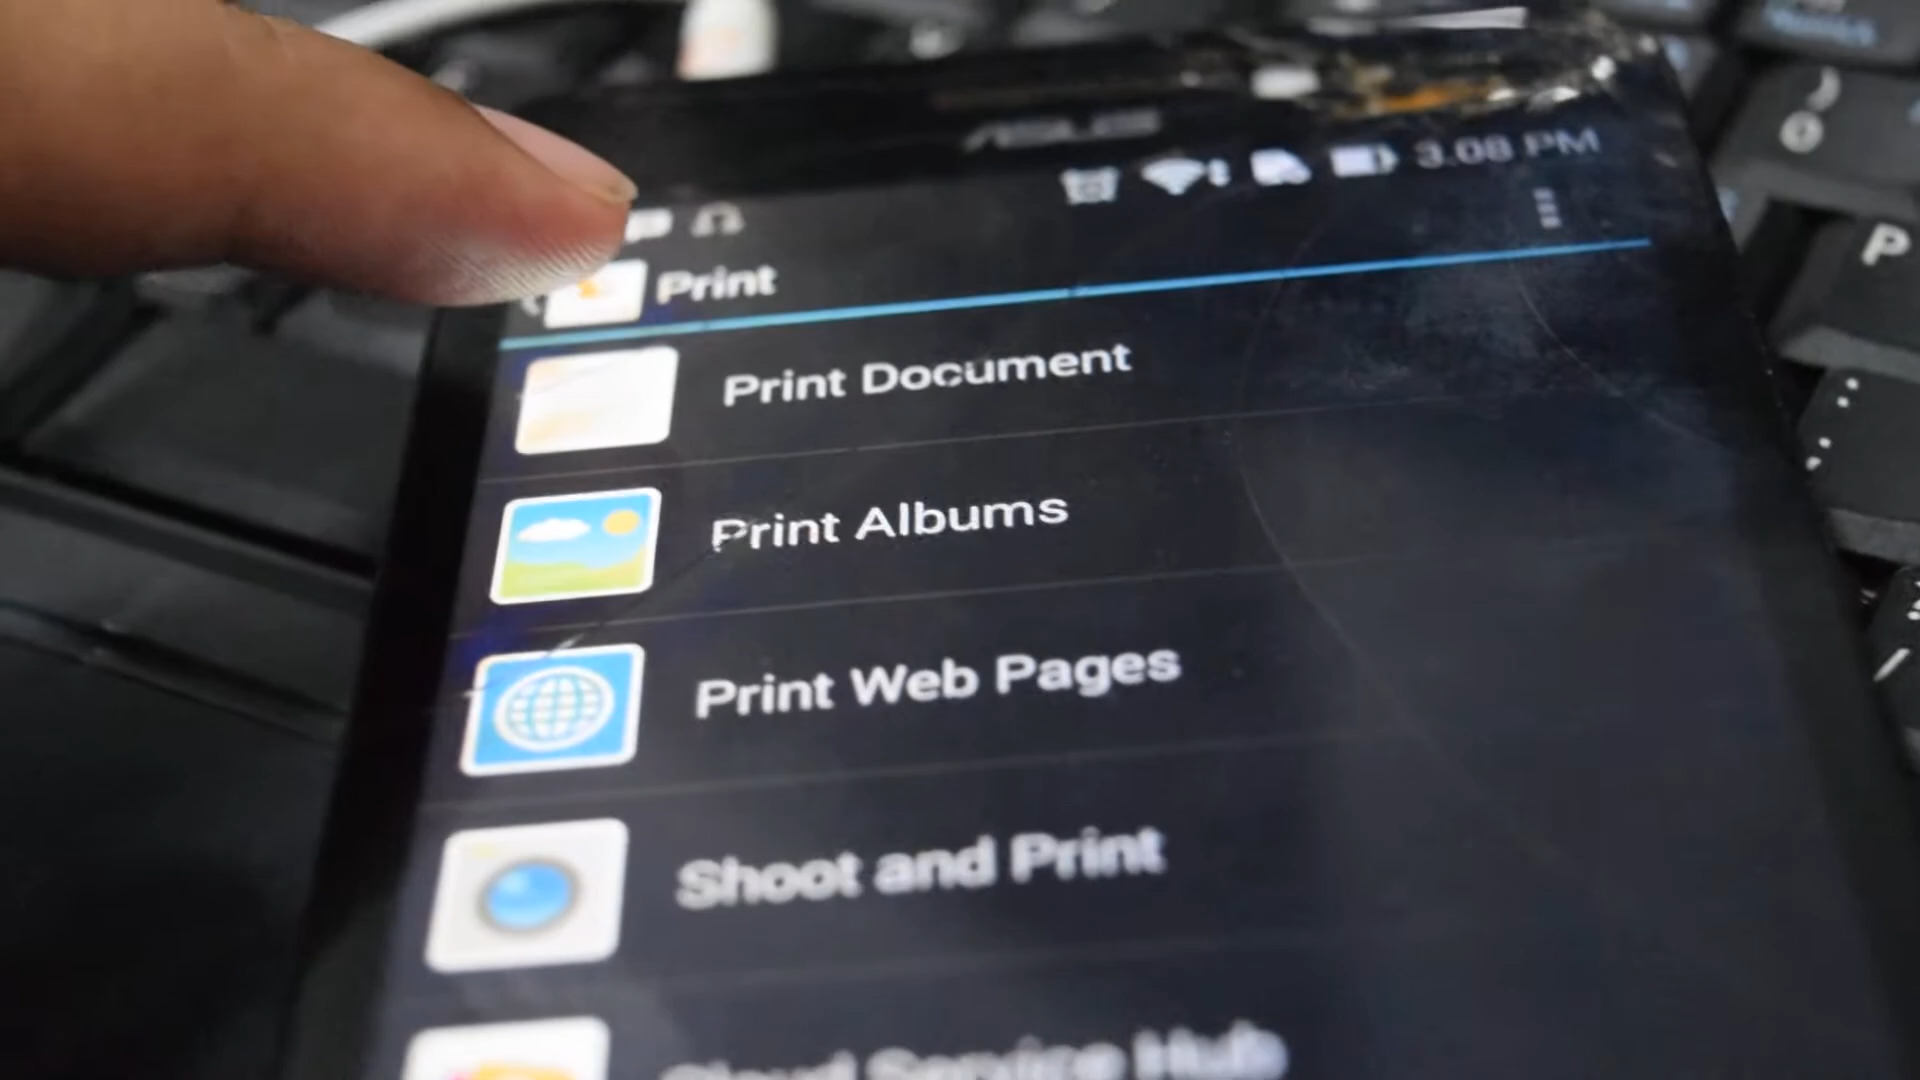 ASUS
3.08 PM
Print
Print Document
Print Albums
Print Web Pages
Shoot and Print
Cloud Service Hub
P